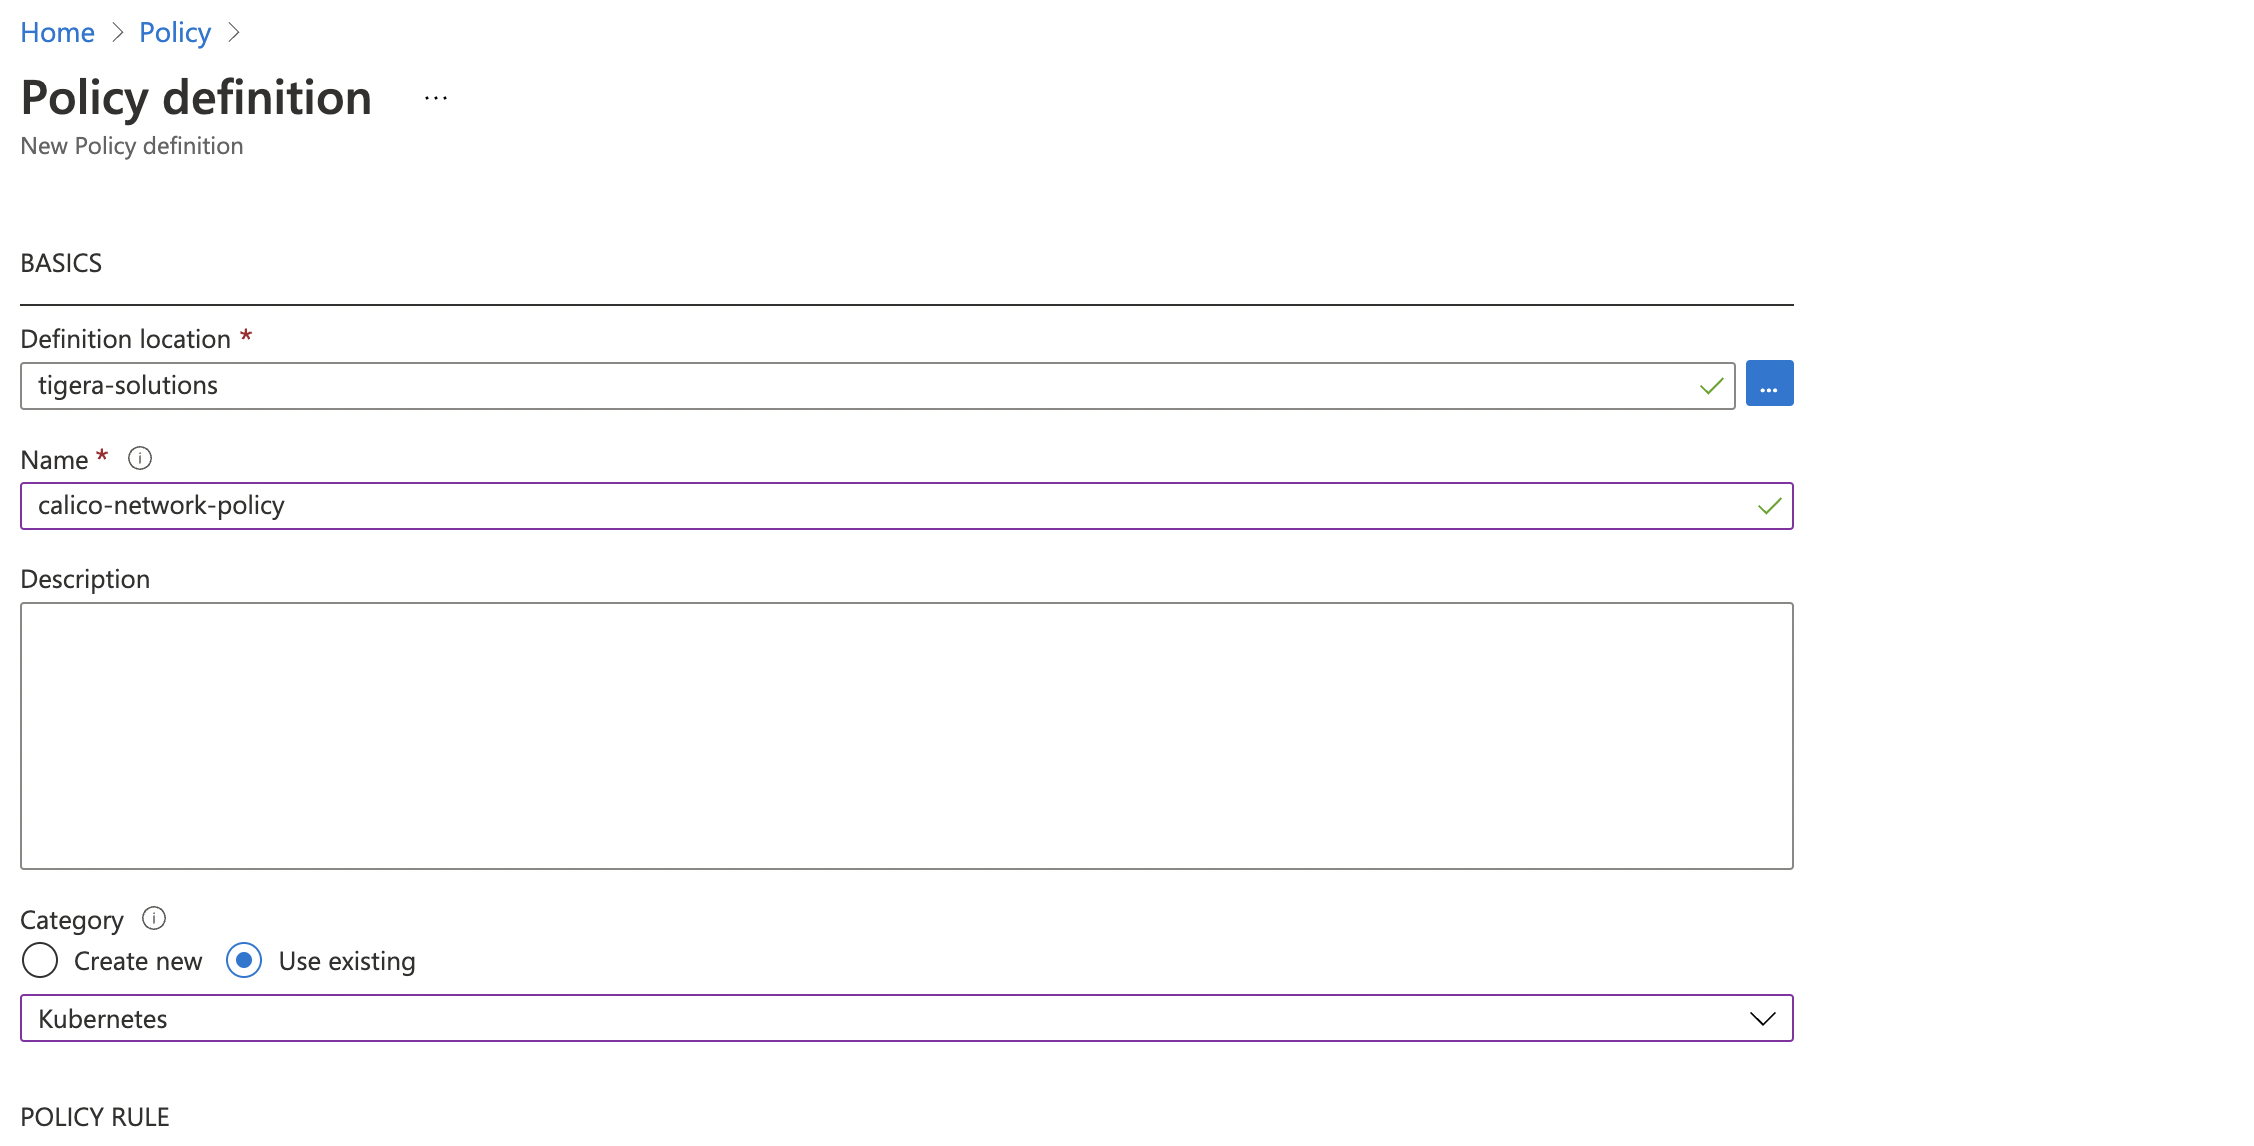 Home > Policy >
Policy definition ...
New Policy definition
BASICS
Definition location *
tigera-solutions
...
Name *
calico-network-policy
Description
Category
Create new Use existing
Kubernetes
POLICY RULE